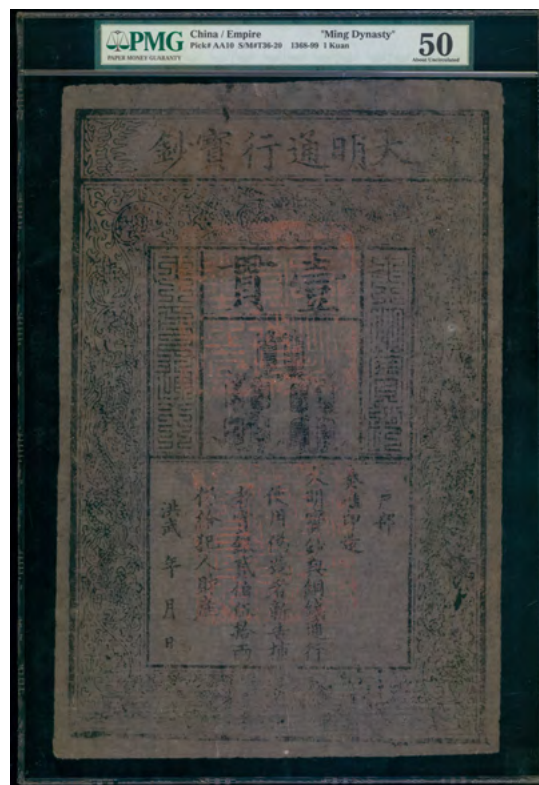 PMG
PAPER MONEY GUARANTY
China / Empire "Ming Dynasty"
Pick# AA10 S/M#T36-20 1368-99 1 Kuan
50
About Uncirculated
大明通行寶鈔
壹貫
戶部
奏准印造
大明寶鈔與銅錢通行
使用偽造者斬告捕
者賞銀貳伯伍拾兩
仍給犯人財產
洪武 年 月 日